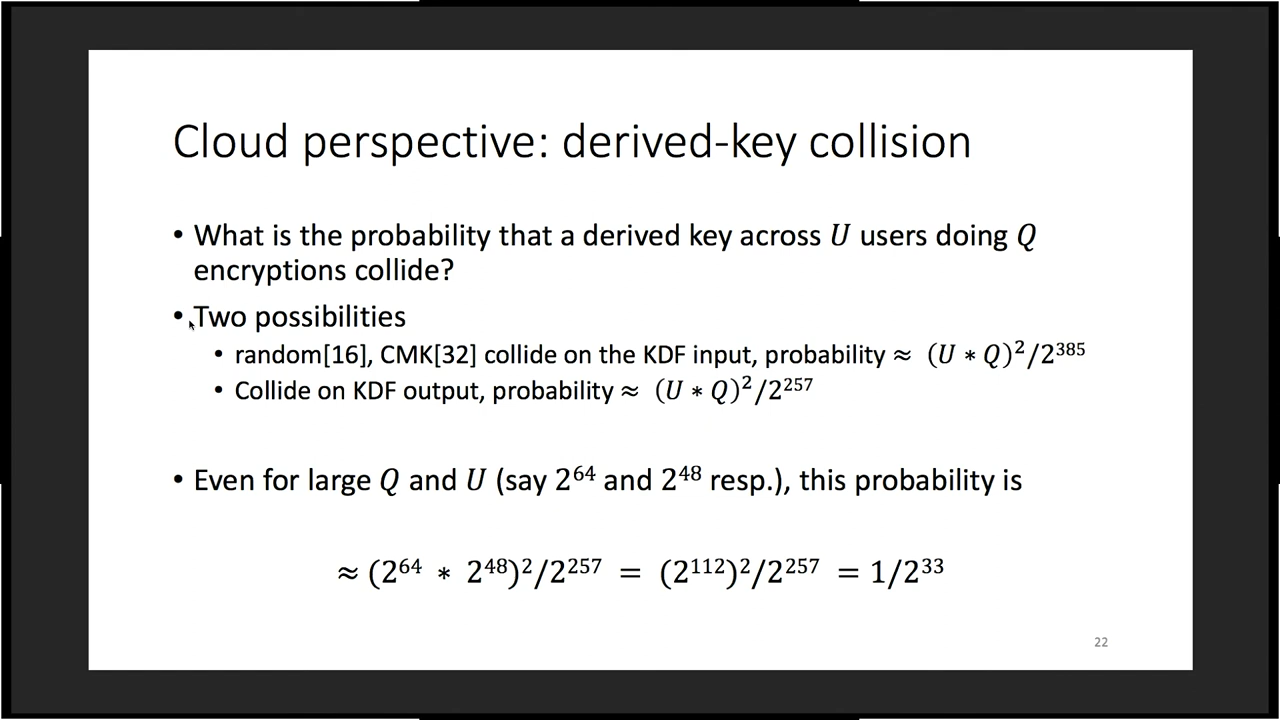 Cloud perspective: derived-key collision
• What is the probability that a derived key across U users doing Q
encryptions collide?
• Two possibilities
• random[16], CMK[32] collide on the KDF input, probability ≈ (U ∗ Q)²/2³⁸⁵
• Collide on KDF output, probability ≈ (U ∗ Q)²/2²⁵⁷
• Even for large Q and U (say 2⁶⁴ and 2⁴⁸ resp.), this probability is
≈ (2⁶⁴ ∗ 2⁴⁸)²/2²⁵⁷ = (2¹¹²)²/2²⁵⁷ = 1/2³³
22